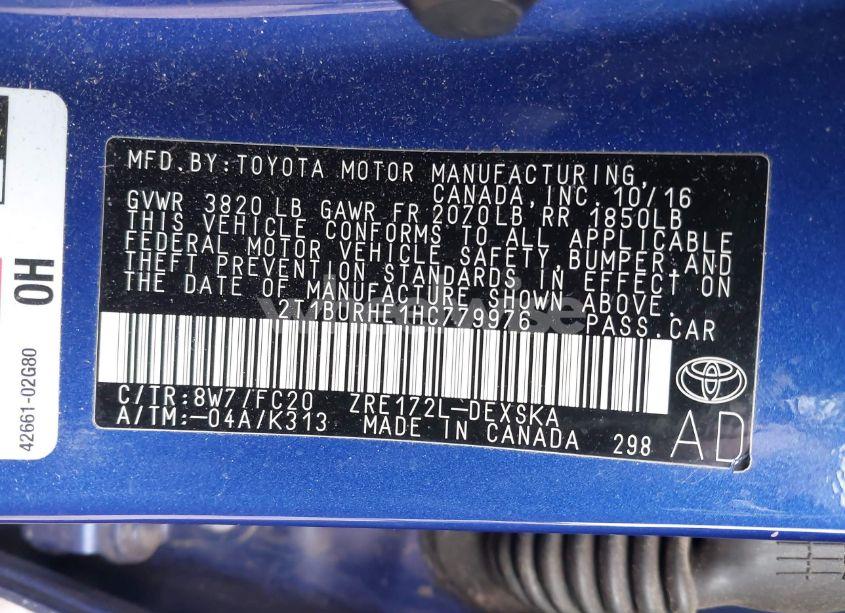 MFD.BY:TOYOTA MOTOR MANUFACTURING,
CANADA,INC. 10/16
GVWR 3820 LB GAWR FR 2070LB RR 1850LB
THIS VEHICLE CONFORMS TO ALL APPLICABLE
FEDERAL MOTOR VEHICLE SAFETY,BUMPER AND
THEFT PREVENTION STANDARDS IN EFFECT ON
THE DATE OF MANUFACTURE SHOWN ABOVE.
2T1BURHE1HC779976 PASS.CAR
C/TR:8W7/FC20 ZRE172L-DEXSKA
A/TM:-04A/K313 MADE IN CANADA 298
AD
OH
42661-02G80